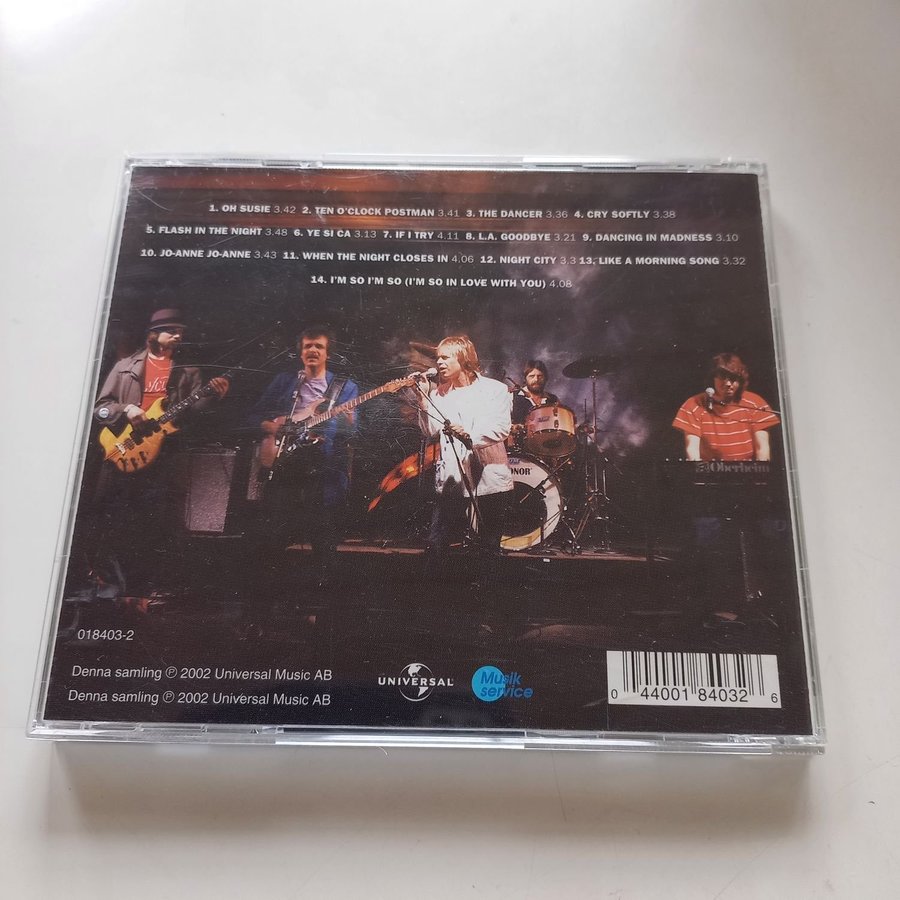 1. OH SUSIE 3.42 2. TEN O'CLOCK POSTMAN 3.41 3. THE DANCER 3.36 4. CRY SOFTLY 3.38
5. FLASH IN THE NIGHT 3.48 6. YE SI CA 3.13 7. IF I TRY 4.11 8. L.A. GOODBYE 3.21 9. DANCING IN MADNESS 3.10
10. JO-ANNE JO-ANNE 3.43 11. WHEN THE NIGHT CLOSES IN 4.06 12. NIGHT CITY 3.3 13. LIKE A MORNING SONG 3.32
14. I'M SO I'M SO (I'M SO IN LOVE WITH YOU) 4.08
Oberheim
ONOR
018403-2
Denna samling ℗ 2002 Universal Music AB
Denna samling ℗ 2002 Universal Music AB
UNIVERSAL
Musik
service
0 44001 84032 6